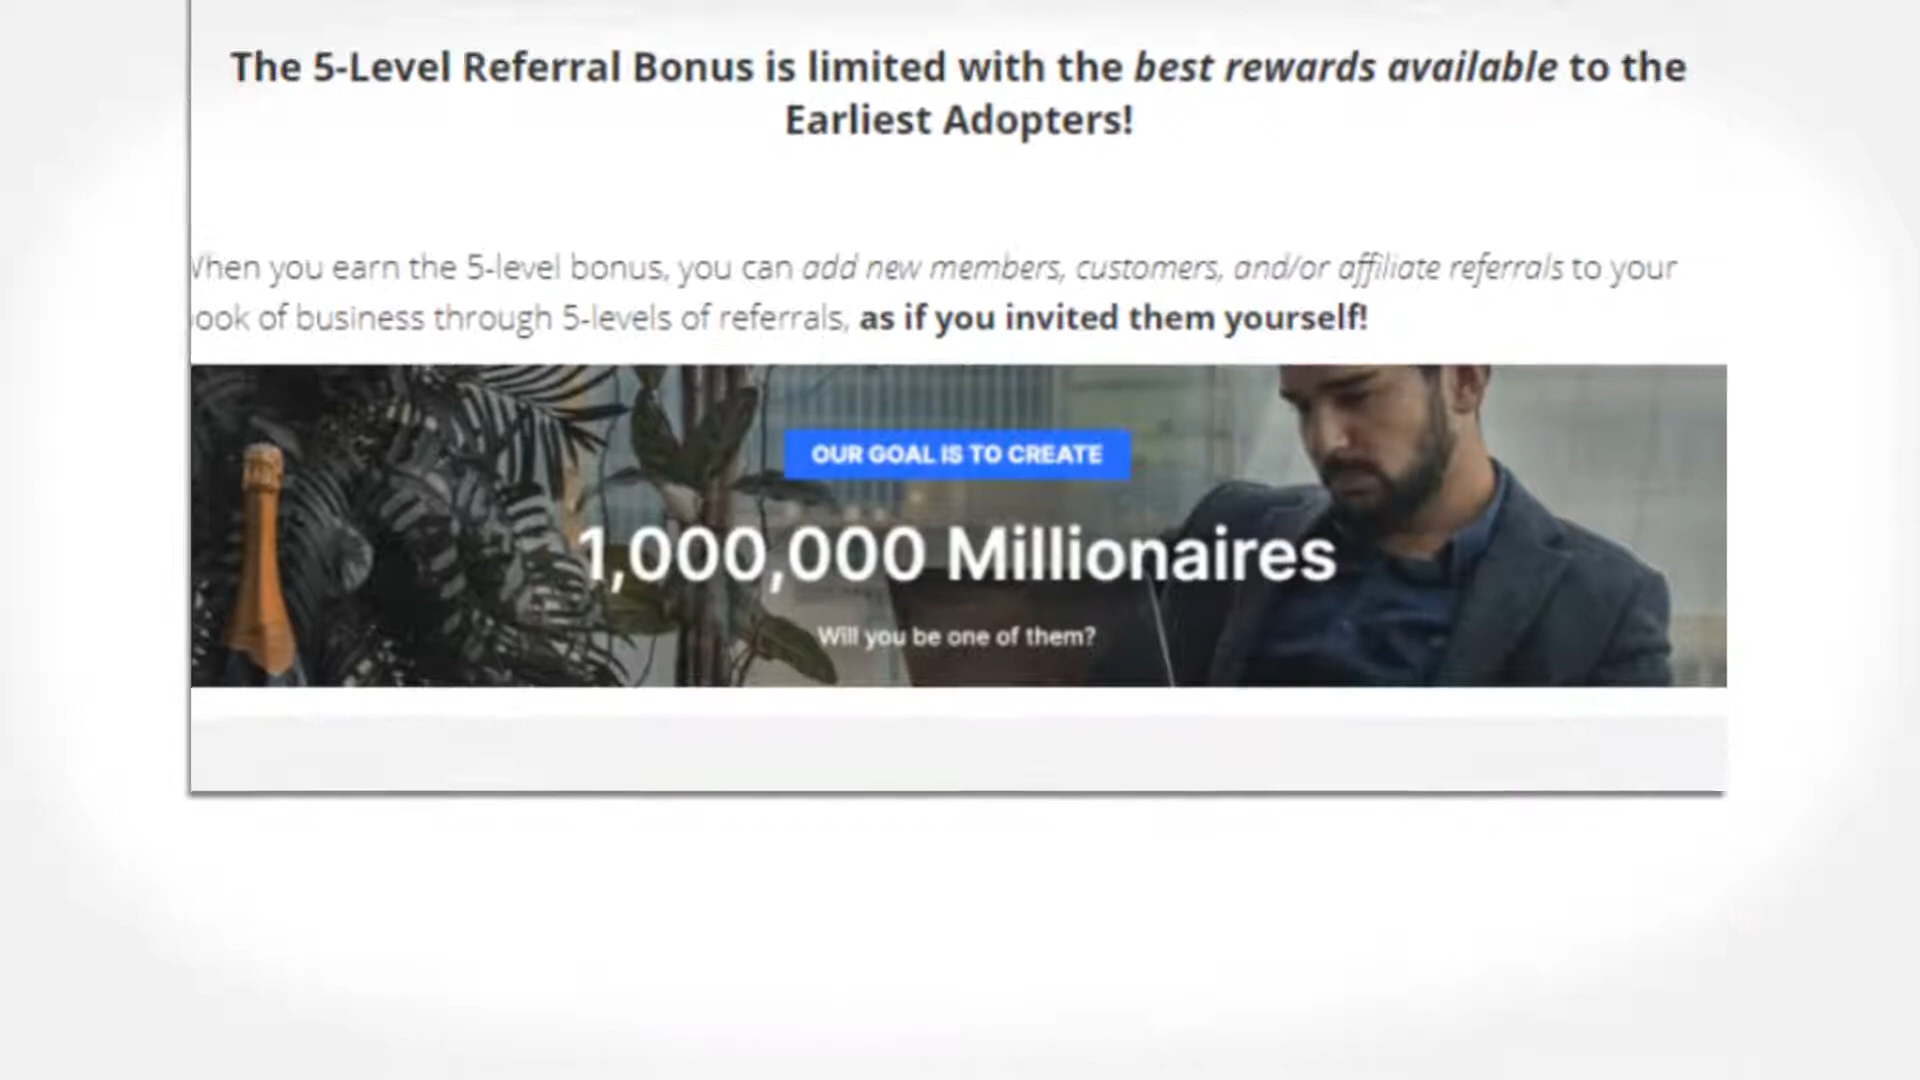 The 5-Level Referral Bonus is limited with the best rewards available to the
Earliest Adopters!
hen you earn the 5-level bonus, you can add new members, customers, and/or affiliate referrals to your
ook of business through 5-levels of referrals, as if you invited them yourself!
OUR GOAL IS TO CREATE
1,000,000 Millionaires
Will you be one of them?